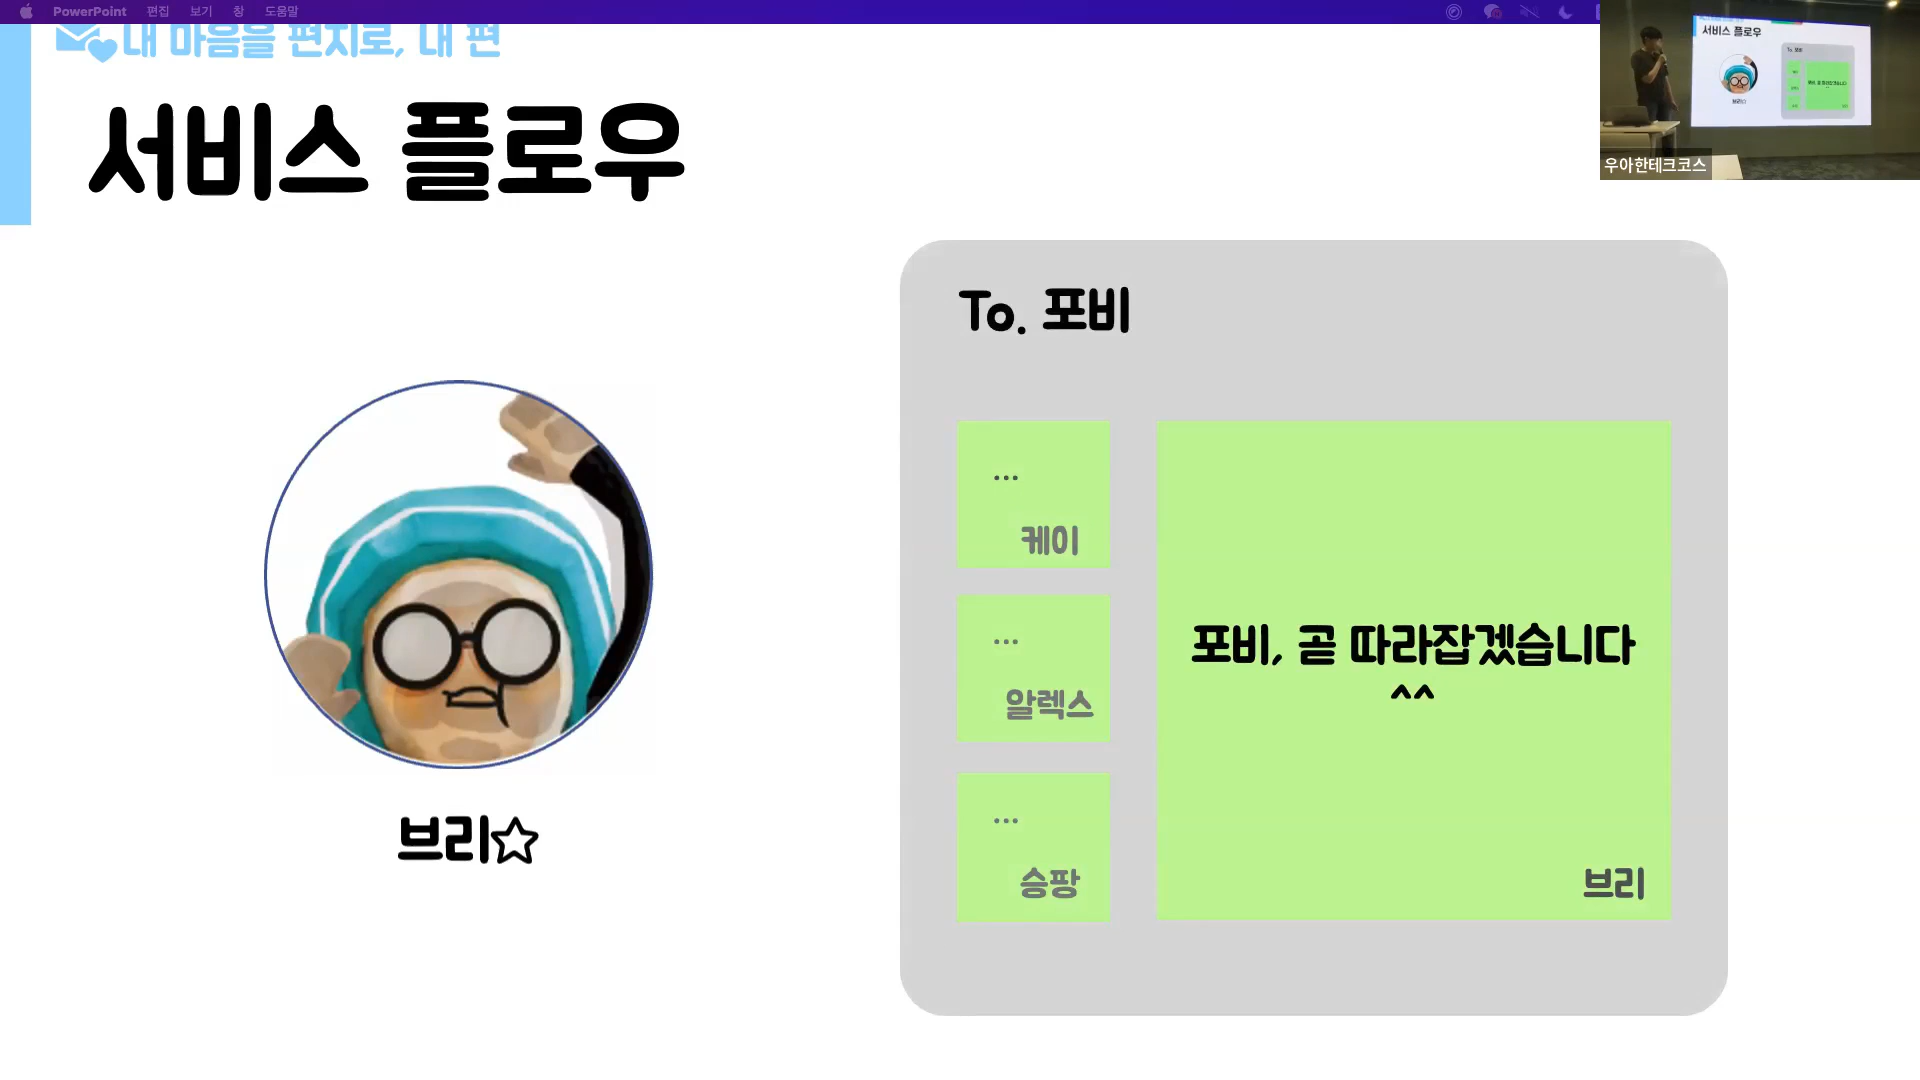 PowerPoint 편집 보기 창 도움말
내 마음을 편지로, 내 편
서비스 플로우
서비스 플로우
To. 포비
우아한테크코스
To. 포비
...
케이
...
알렉스
...
승팡
포비, 곧 따라잡겠습니다
^^
브리
브리☆